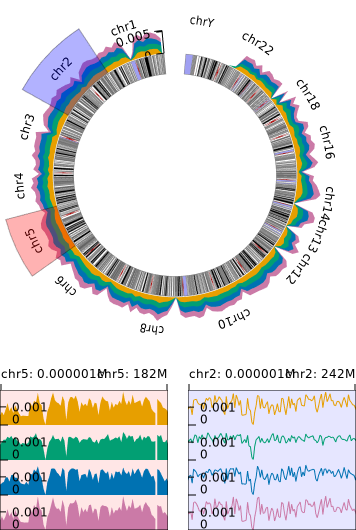 chrY
chr1
0.005
0
chr22
chr2
chr18
chr3
chr16
chr4
chr14
chr13
chr5
chr12
chr6
chr10
chr8
chr5: 0.000001M
chr5: 182M
chr2: 0.000001M
chr2: 242M
0.001
0
0.001
0
0.001
0
0.001
0.001
0
0.001
0
0.001
0
0.001